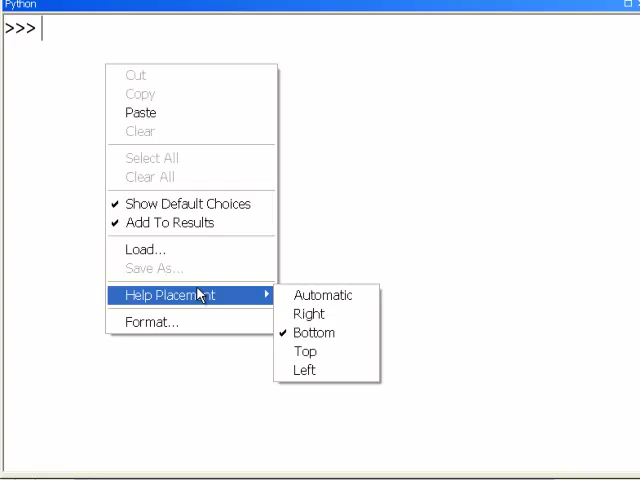 Python
>>>
Cut
Copy
Paste
Clear
Select All
Clear All
Show Default Choices
Add To Results
Load...
Save As...
Help Placement
Format...
Automatic
Right
Bottom
Top
Left